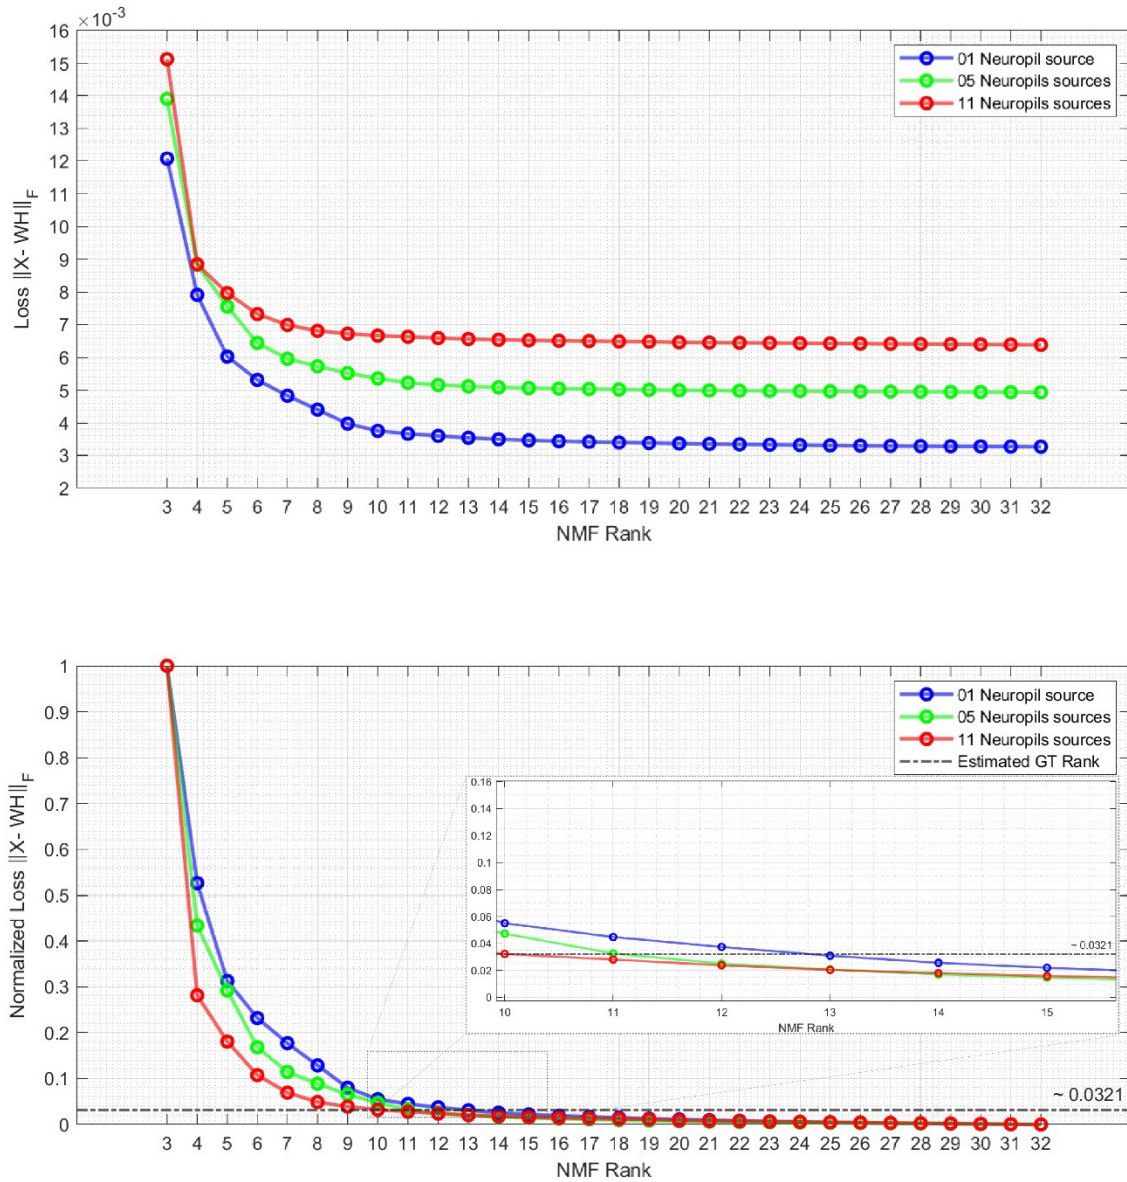 ×10-3
16
15
14
13
12
11
10
9
8
7
6
5
4
3
2
Loss ||X- WH||F
01 Neuropil source
05 Neuropils sources
11 Neuropils sources
3 4 5 6 7 8 9 10 11 12 13 14 15 16 17 18 19 20 21 22 23 24 25 26 27 28 29 30 31 32
NMF Rank
1
0.9
0.8
0.7
0.6
0.5
0.4
0.3
0.2
0.1
0
Normalized Loss ||X- WH||F
01 Neuropil source
05 Neuropils sources
11 Neuropils sources
Estimated GT Rank
0.16
0.14
0.12
0.1
0.08
0.06
0.04
0.02
0
~ 0.0321
10 11 12 13 14 15
NMF Rank
~ 0.0321
3 4 5 6 7 8 9 10 11 12 13 14 15 16 17 18 19 20 21 22 23 24 25 26 27 28 29 30 31 32
NMF Rank